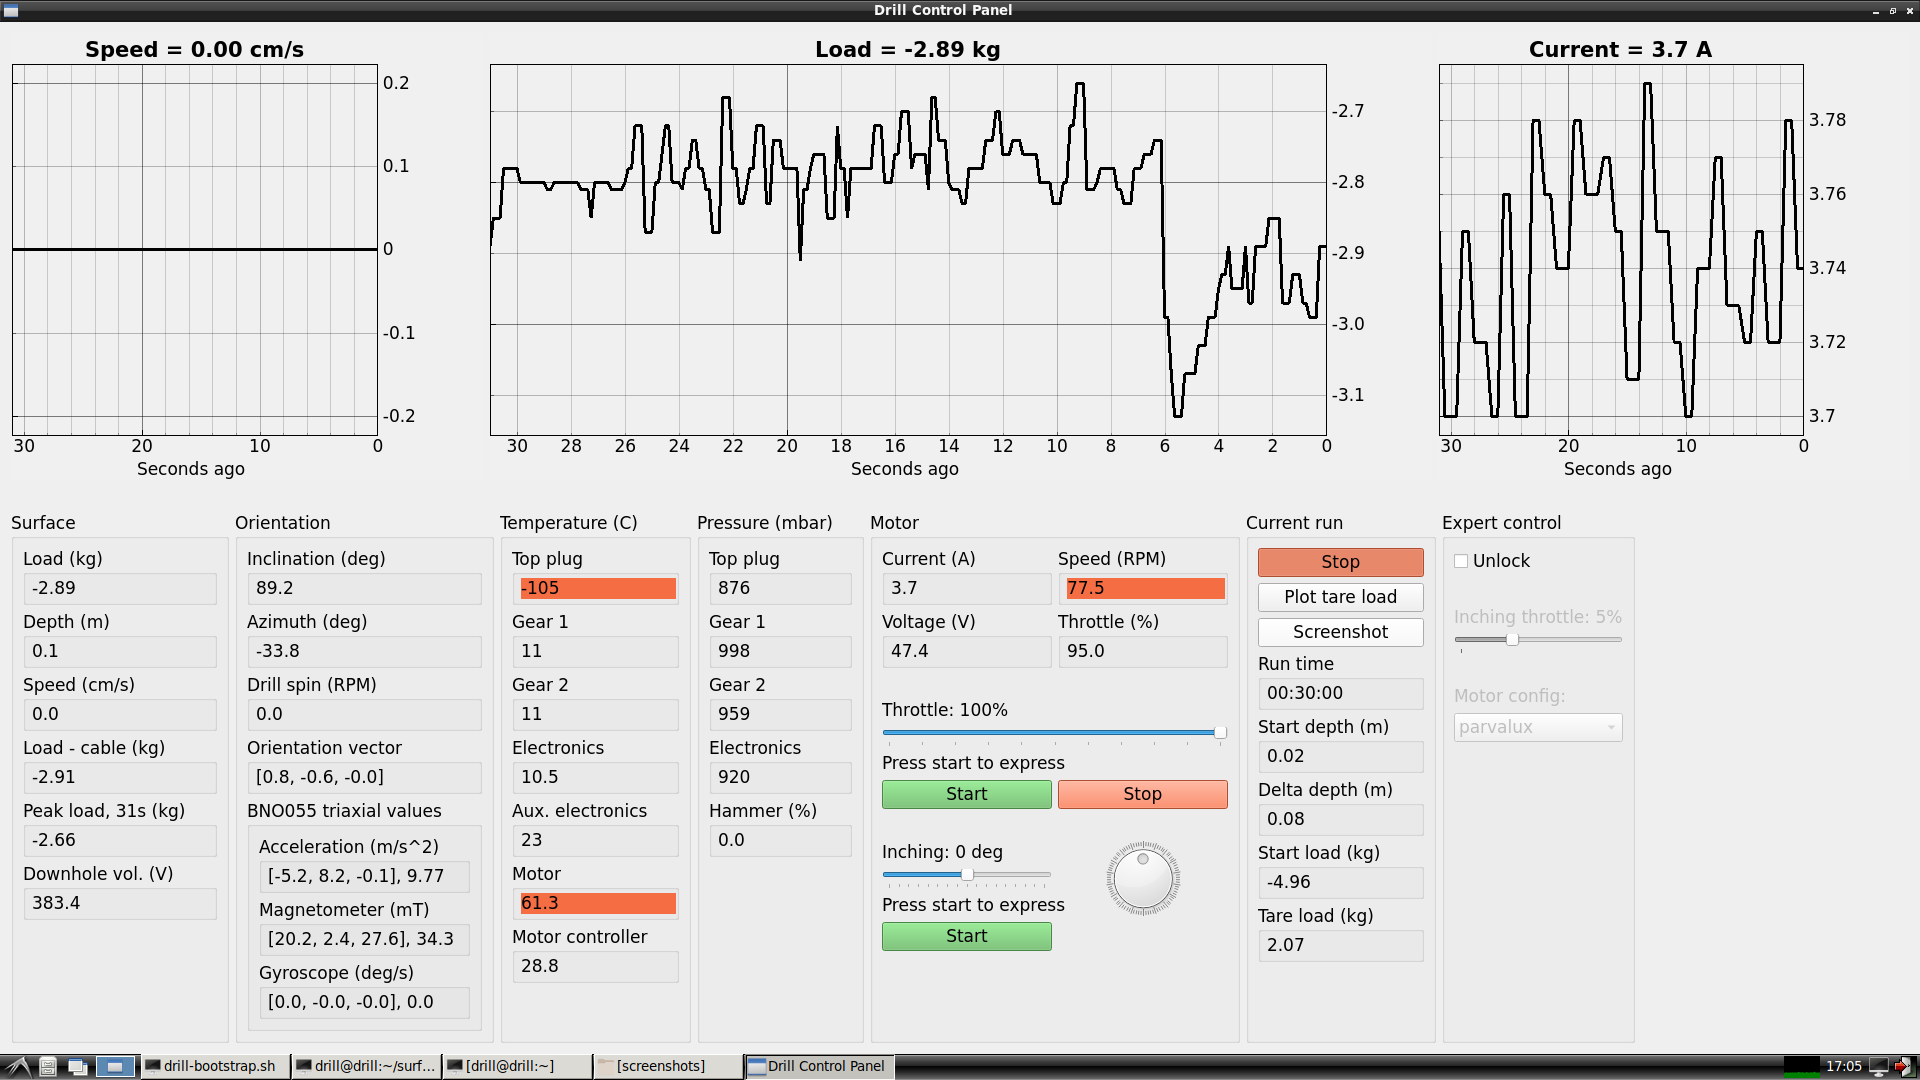 Drill Control Panel
Speed = 0.00 cm/s
0.2
0.1
0
-0.1
-0.2
30 20 10 0
Seconds ago
Load = -2.89 kg
-2.7
-2.8
-2.9
-3.0
-3.1
30 28 26 24 22 20 18 16 14 12 10 8 6 4 2 0
Seconds ago
Current = 3.7 A
3.78
3.76
3.74
3.72
3.7
30 20 10 0
Seconds ago
Surface
Load (kg)
-2.89
Depth (m)
0.1
Speed (cm/s)
0.0
Load - cable (kg)
-2.91
Peak load, 31s (kg)
-2.66
Downhole vol. (V)
383.4
Orientation
Inclination (deg)
89.2
Azimuth (deg)
-33.8
Drill spin (RPM)
0.0
Orientation vector
[0.8, -0.6, -0.0]
BNO055 triaxial values
Acceleration (m/s^2)
[-5.2, 8.2, -0.1], 9.77
Magnetometer (mT)
[20.2, 2.4, 27.6], 34.3
Gyroscope (deg/s)
[0.0, -0.0, -0.0], 0.0
Temperature (C)
Top plug
-105
Gear 1
11
Gear 2
11
Electronics
10.5
Aux. electronics
23
Motor
61.3
Motor controller
28.8
Pressure (mbar)
Top plug
876
Gear 1
998
Gear 2
959
Electronics
920
Hammer (%)
0.0
Motor
Current (A) Speed (RPM)
3.7 77.5
Voltage (V) Throttle (%)
47.4 95.0
Throttle: 100%
Press start to express
Start Stop
Inching: 0 deg
Press start to express
Start
Current run
Stop
Plot tare load
Screenshot
Run time
00:30:00
Start depth (m)
0.02
Delta depth (m)
0.08
Start load (kg)
-4.96
Tare load (kg)
2.07
Expert control
Unlock
Inching throttle: 5%
Motor config:
parvalux
drill-bootstrap.sh
drill@drill:~/surf...
[drill@drill:~]
[screenshots]
Drill Control Panel
17:05